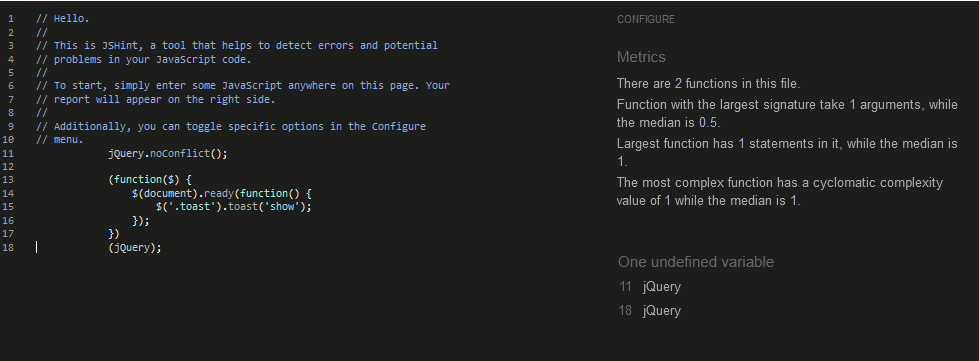 1 // Hello.
2 //
3 // This is JSHint, a tool that helps to detect errors and potential
4 // problems in your JavaScript code.
5 //
6 // To start, simply enter some JavaScript anywhere on this page. Your
7 // report will appear on the right side.
8 //
9 // Additionally, you can toggle specific options in the Configure
10 // menu.
11 jQuery.noConflict();
12
13 (function($) {
14 $(document).ready(function() {
15 $('.toast').toast('show');
16 });
17 })
18 (jQuery);
CONFIGURE
Metrics
There are 2 functions in this file.
Function with the largest signature take 1 arguments, while
the median is 0.5.
Largest function has 1 statements in it, while the median is
1.
The most complex function has a cyclomatic complexity
value of 1 while the median is 1.
One undefined variable
11 jQuery
18 jQuery